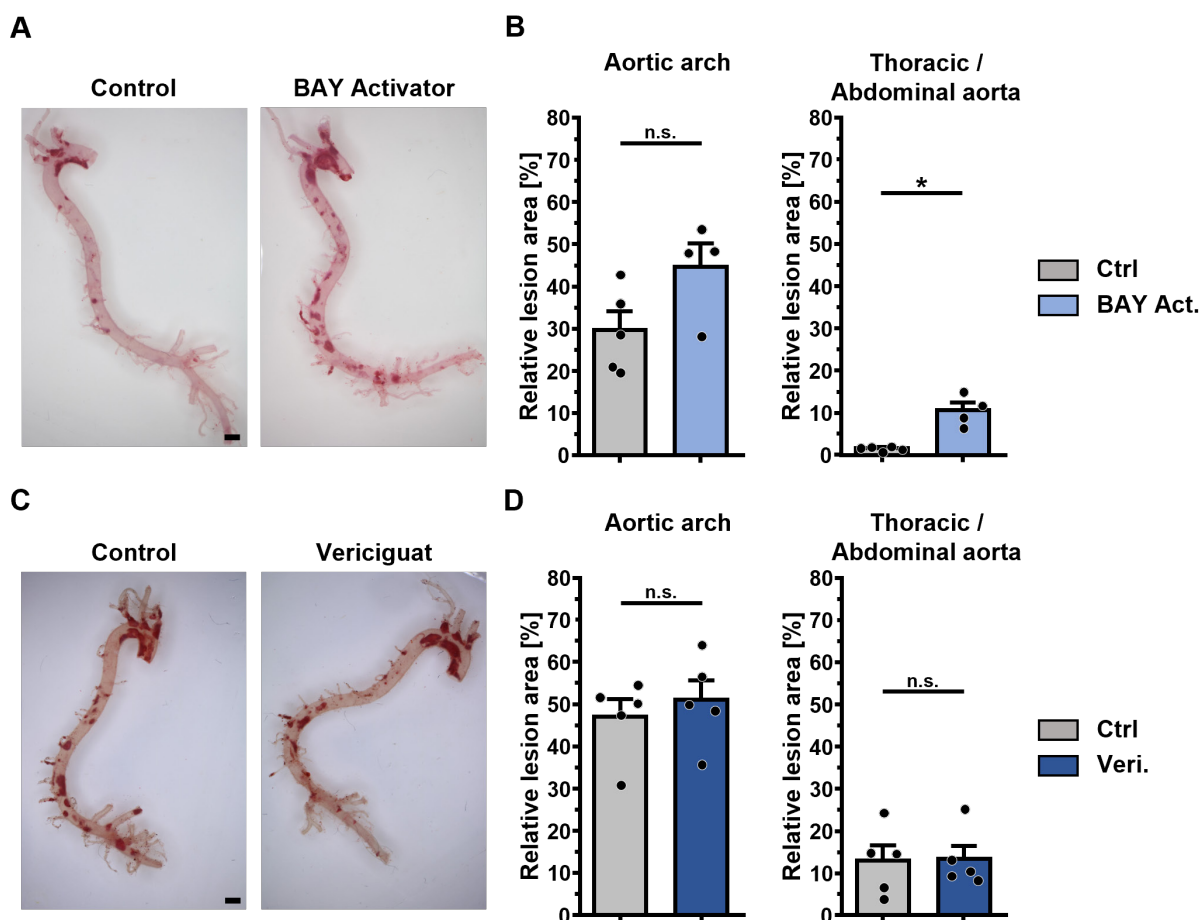 A
Control
BAY Activator
B
Aortic arch
Relative lesion area [%]
80
70
60
50
40
30
20
10
0
n.s.
Thoracic /
Abdominal aorta
Relative lesion area [%]
80
70
60
50
40
30
20
10
0
*
Ctrl
BAY Act.
C
Control
Vericiguat
D
Aortic arch
Relative lesion area [%]
80
70
60
50
40
30
20
10
0
n.s.
Thoracic /
Abdominal aorta
Relative lesion area [%]
80
70
60
50
40
30
20
10
0
n.s.
Ctrl
Veri.